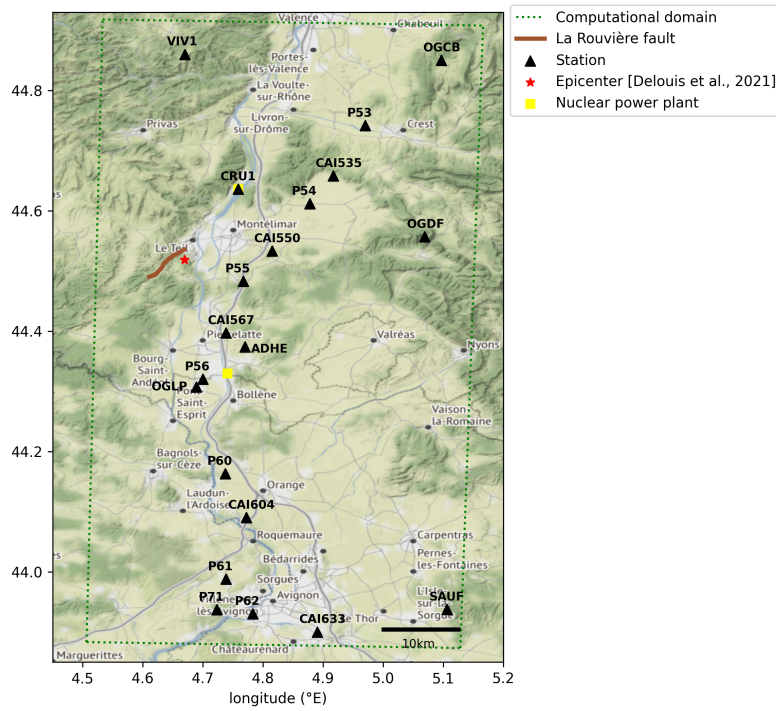 Computational domain
La Rouvière fault
Station
Epicenter [Delouis et al., 2021]
Nuclear power plant
Valence
Chabeuil
VIV1
OGCB
Portes-
lès-Valence
La Voulte-
sur-Rhône
44.8
P53
Livron-
sur-Drôme
Privas
Crest
CAI535
CRU1
P54
44.6
Montélimar
OGDF
CAI550
Le Teil
P55
44.4
CAI567
Pierrelatte
ADHE
Valréas
Nyons
Bourg-
Saint-
P56
OGLP
Saint-
Esprit
Bollène
Vaison
-la-Romaine
44.2
Bagnols-
sur-Cèze
P60
Orange
Laudun-
l'Ardoise
CAI604
Roquemaure
Carpentras
Bédarrides
Pernes-
les-Fontaines
44.0
P61
Sorgues
L'Isle-
sur-la-
Sorgue
SAUF
P71
P62
Avignon
CAI633
10km
Châteaurenard
Marguerittes
4.5
4.6
4.7
4.8
4.9
5.0
5.1
5.2
longitude (°E)